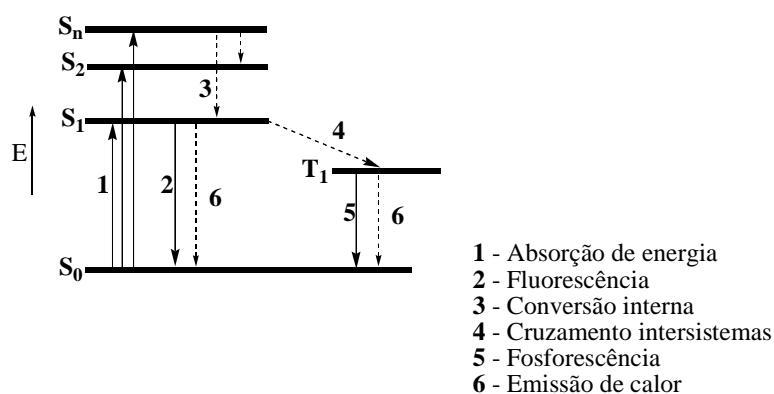 Sn
S2
3
S1
4
E
T1
1
2
6
5
6
S0
1 - Absorção de energia
2 - Fluorescência
3 - Conversão interna
4 - Cruzamento intersistemas
5 - Fosforescência
6 - Emissão de calor